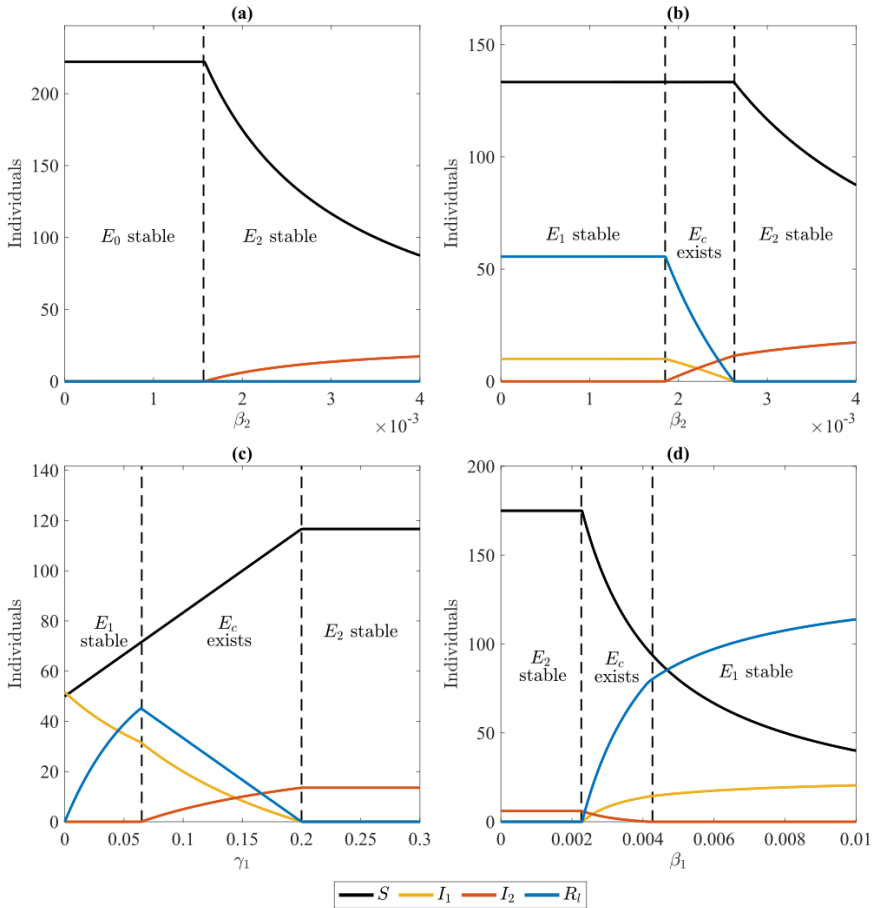 (a)
Individuals
200
150
100
50
0
E₀ stable
E₂ stable
0 1 2 3 4
×10⁻³
β₂
(b)
Individuals
150
100
50
0
E₁ stable
E_c
exists
E₂ stable
0 1 2 3 4
×10⁻³
β₂
(c)
Individuals
140
120
100
80
60
40
20
0
E₁
stable
E_c
exists
E₂ stable
0 0.05 0.1 0.15 0.2 0.25 0.3
γ₁
(d)
Individuals
200
150
100
50
0
E₂
stable
E_c
exists
E₁ stable
0 0.002 0.004 0.006 0.008 0.01
β₁
S I₁ I₂ R_l